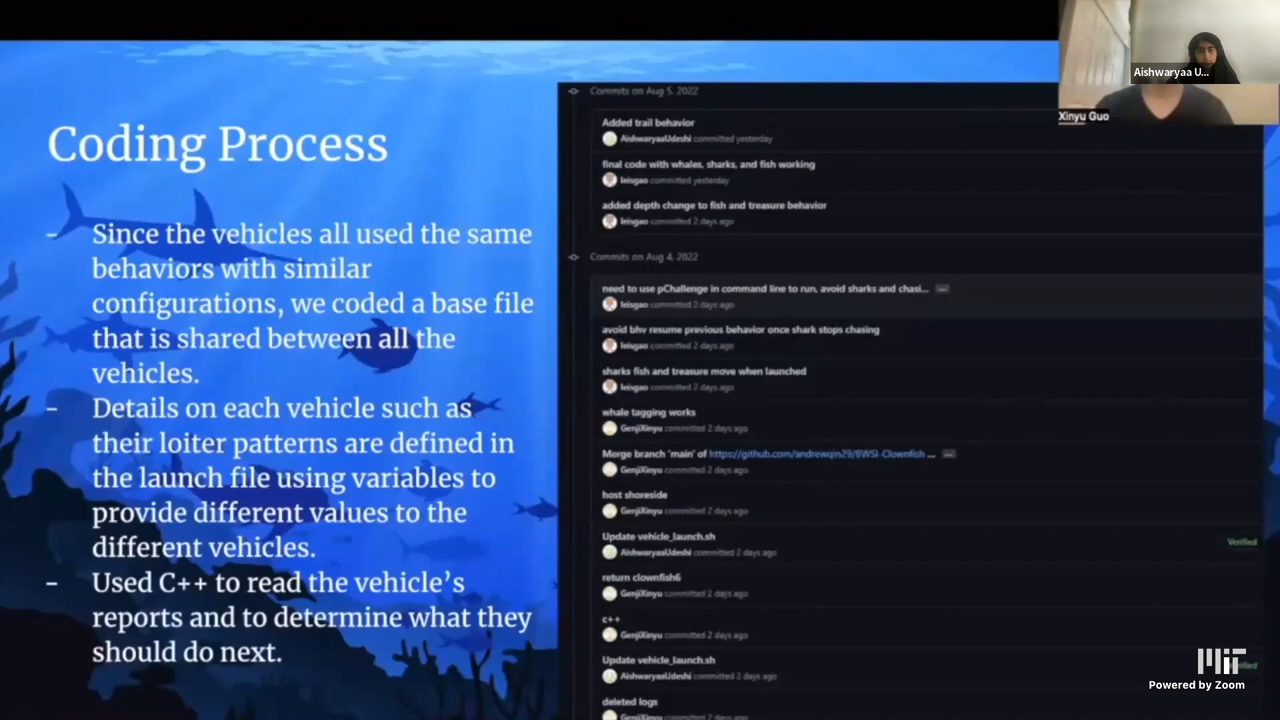 Coding Process
- Since the vehicles all used the same
behaviors with similar
configurations, we coded a base file
that is shared between all the
vehicles.
- Details on each vehicle such as
their loiter patterns are defined in
the launch file using variables to
provide different values to the
different vehicles.
- Used C++ to read the vehicle's
reports and to determine what they
should do next.
Commits on Aug 5, 2022
Added trail behavior
AishwaryaaUdeshi committed yesterday
final code with whales, sharks, and fish working
leisgao committed yesterday
added depth change to fish and treasure behavior
leisgao committed 2 days ago
Commits on Aug 4, 2022
need to use pChallenge in command line to run, avoid sharks and chasi... ...
leisgao committed 2 days ago
avoid bhv resume previous behavior once shark stops chasing
leisgao committed 2 days ago
sharks fish and treasure move when launched
leisgao committed 2 days ago
whale tagging works
GenjiXinyu committed 2 days ago
Merge branch 'main' of https://github.com/andrewqin29/BWSI-Clownfish ... ...
GenjiXinyu committed 2 days ago
host shoreside
GenjiXinyu committed 2 days ago
Update vehicle_launch.sh
AishwaryaaUdeshi committed 2 days ago
Verified
return clownfish6
GenjiXinyu committed 2 days ago
c++
GenjiXinyu committed 2 days ago
Update vehicle_launch.sh
AishwaryaaUdeshi committed 2 days ago
deleted logs
GenjiXinyu committed 2 days ago
Aishwaryaa U...
Xinyu Guo
MIT
Powered by Zoom